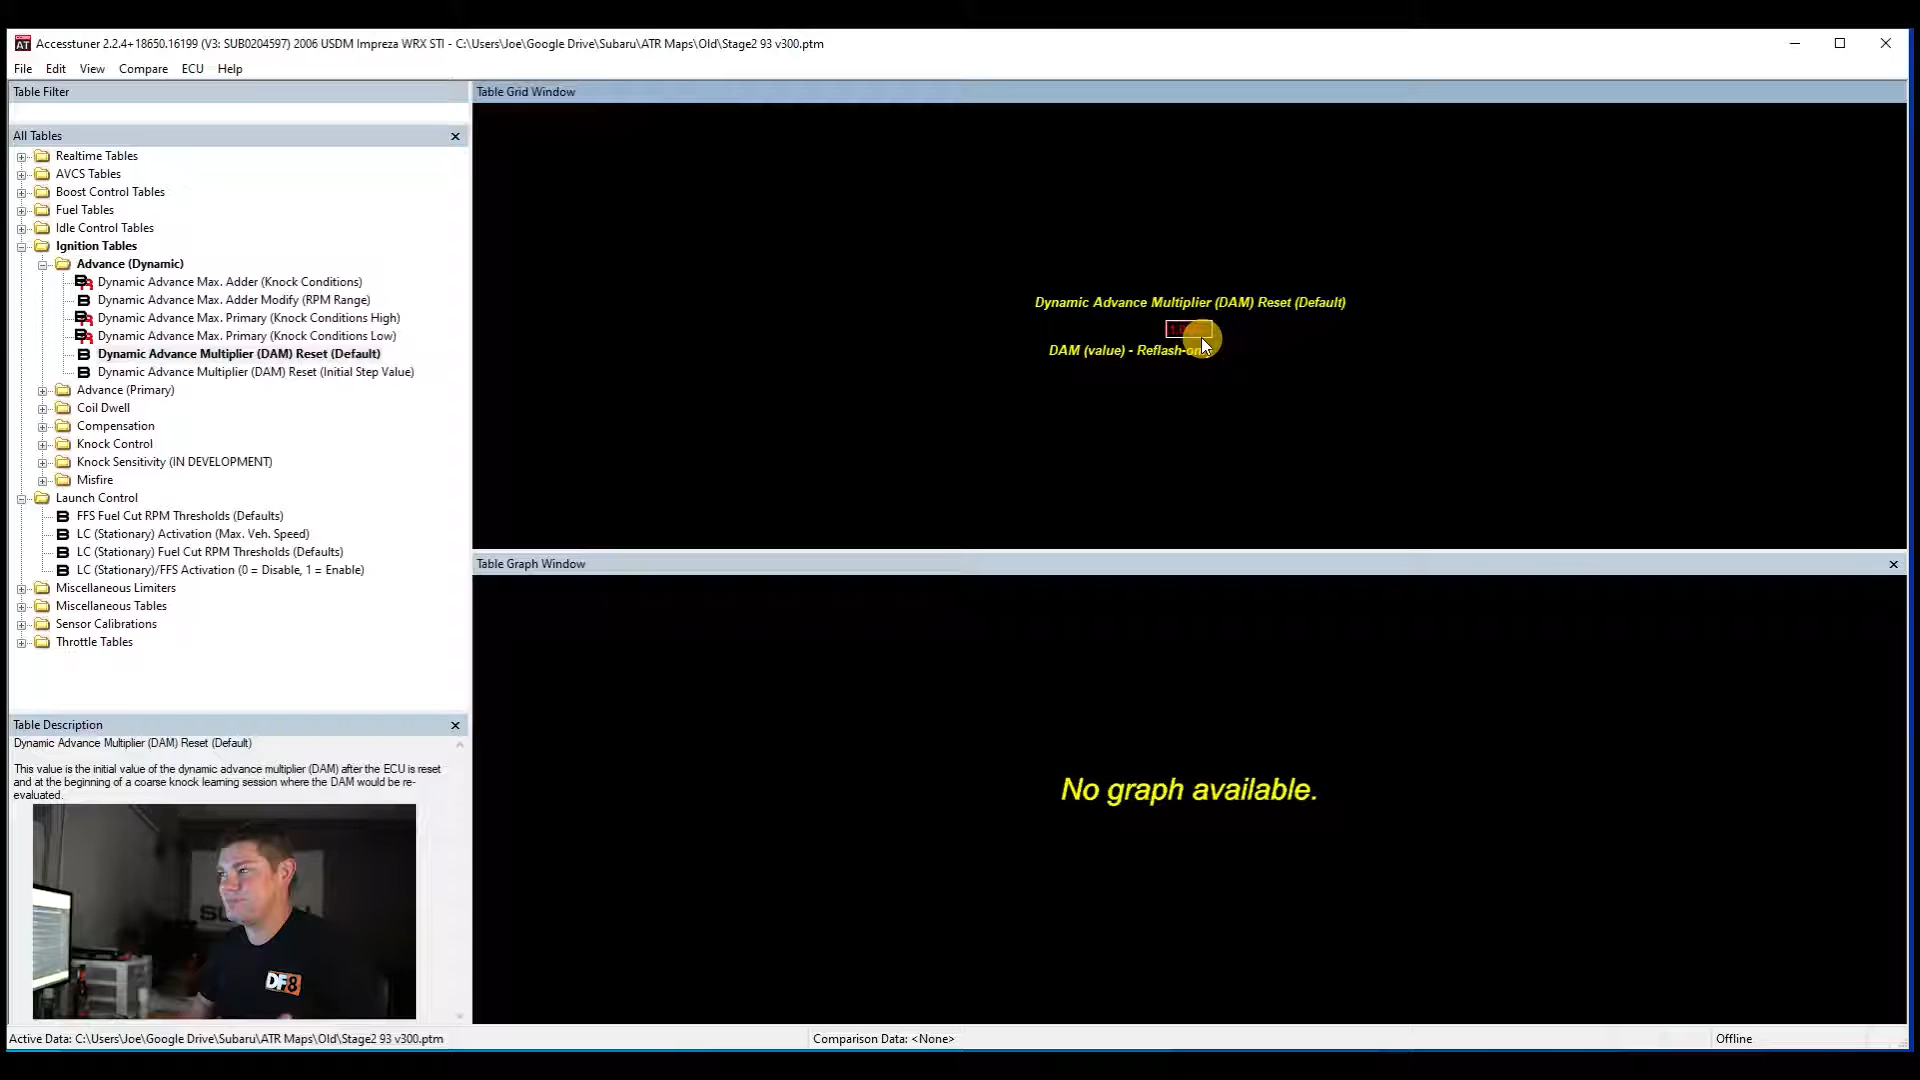 Accesstuner 2.2.4+18650.16199 (V3: SUB0204597) 2006 USDM Impreza WRX STI - C:\Users\Joe\Google Drive\Subaru\ATR Maps\Old\Stage2 93 v300.ptm
File Edit View Compare ECU Help
Table Filter
All Tables
Realtime Tables
AVCS Tables
Boost Control Tables
Fuel Tables
Idle Control Tables
Ignition Tables
Advance (Dynamic)
Dynamic Advance Max. Adder (Knock Conditions)
Dynamic Advance Max. Adder Modify (RPM Range)
Dynamic Advance Max. Primary (Knock Conditions High)
Dynamic Advance Max. Primary (Knock Conditions Low)
Dynamic Advance Multiplier (DAM) Reset (Default)
Dynamic Advance Multiplier (DAM) Reset (Initial Step Value)
Advance (Primary)
Coil Dwell
Compensation
Knock Control
Knock Sensitivity (IN DEVELOPMENT)
Misfire
Launch Control
FFS Fuel Cut RPM Thresholds (Defaults)
LC (Stationary) Activation (Max. Veh. Speed)
LC (Stationary) Fuel Cut RPM Thresholds (Defaults)
LC (Stationary)/FFS Activation (0 = Disable, 1 = Enable)
Miscellaneous Limiters
Miscellaneous Tables
Sensor Calibrations
Throttle Tables
Table Description
Dynamic Advance Multiplier (DAM) Reset (Default)
This value is the initial value of the dynamic advance multiplier (DAM) after the ECU is reset
and at the beginning of a coarse knock learning session where the DAM would be re-
evaluated.
DF8
Table Grid Window
Dynamic Advance Multiplier (DAM) Reset (Default)
DAM (value) - Reflash-on
Table Graph Window
No graph available.
Active Data: C:\Users\Joe\Google Drive\Subaru\ATR Maps\Old\Stage2 93 v300.ptm
Comparison Data: <None>
Offline